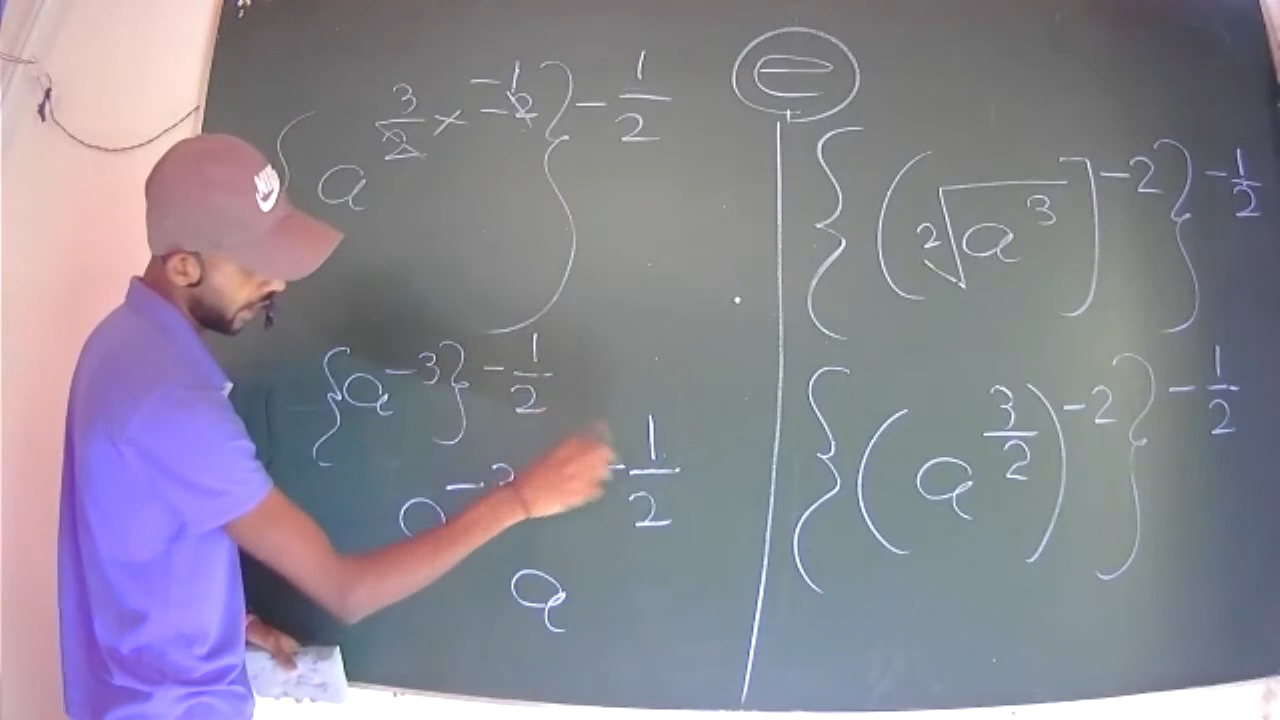 {a^{3/2 × -2 -1}}^{-1/2}
{a^{-3}}^{-1/2}
a^{-3 -1/2}
a
{(²√a³]^{-2}}^{-1/2}
{(a^{3/2})^{-2}}^{-1/2}